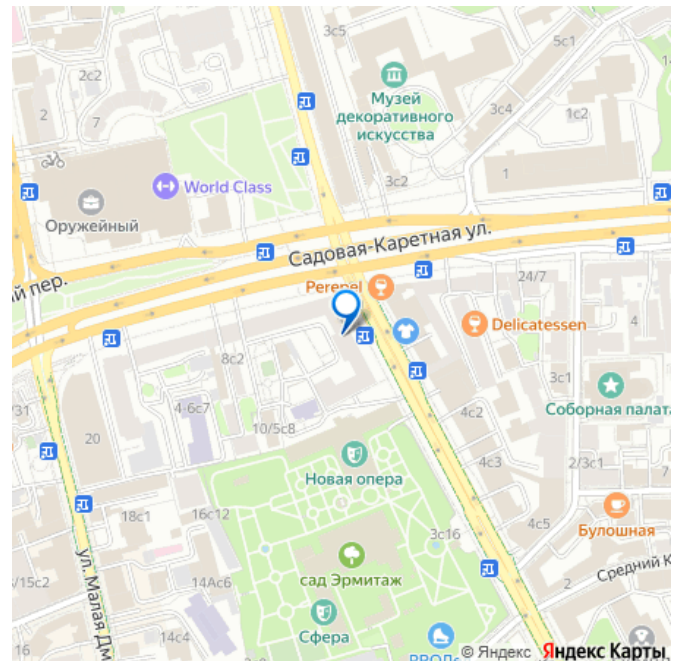 5с1
2с2
Музей
декоративного
искусства
2
7
3с4
1с2
3с2
1
World Class
Оружейный
Садовая-Каретная ул.
ий пер.
24/7
Perepel
Delicatessen
4
8с2
3с1
Соборная палата
4-6с7
4с2
/31
20
10/5с8
4с3
2/3с1
Новая опера
18с1
16с12
3с16
4с5
Булошная
/15с2
ул. Малая Дм
14Ас6
сад Эрмитаж
2
Средний К
Сфера
14с4
© Яндекс Яндекс Карты